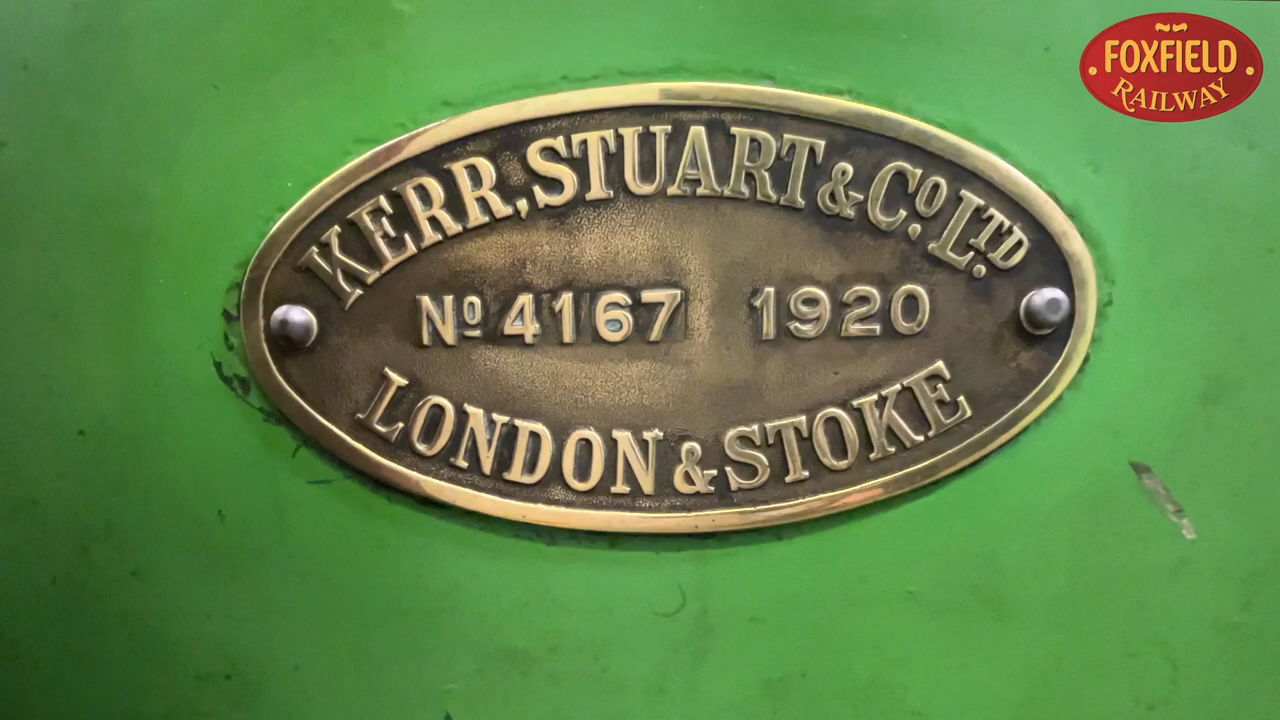 FOXFIELD
RAILWAY
KERR, STUART & Co. LTD.
No 4167 1920
LONDON & STOKE